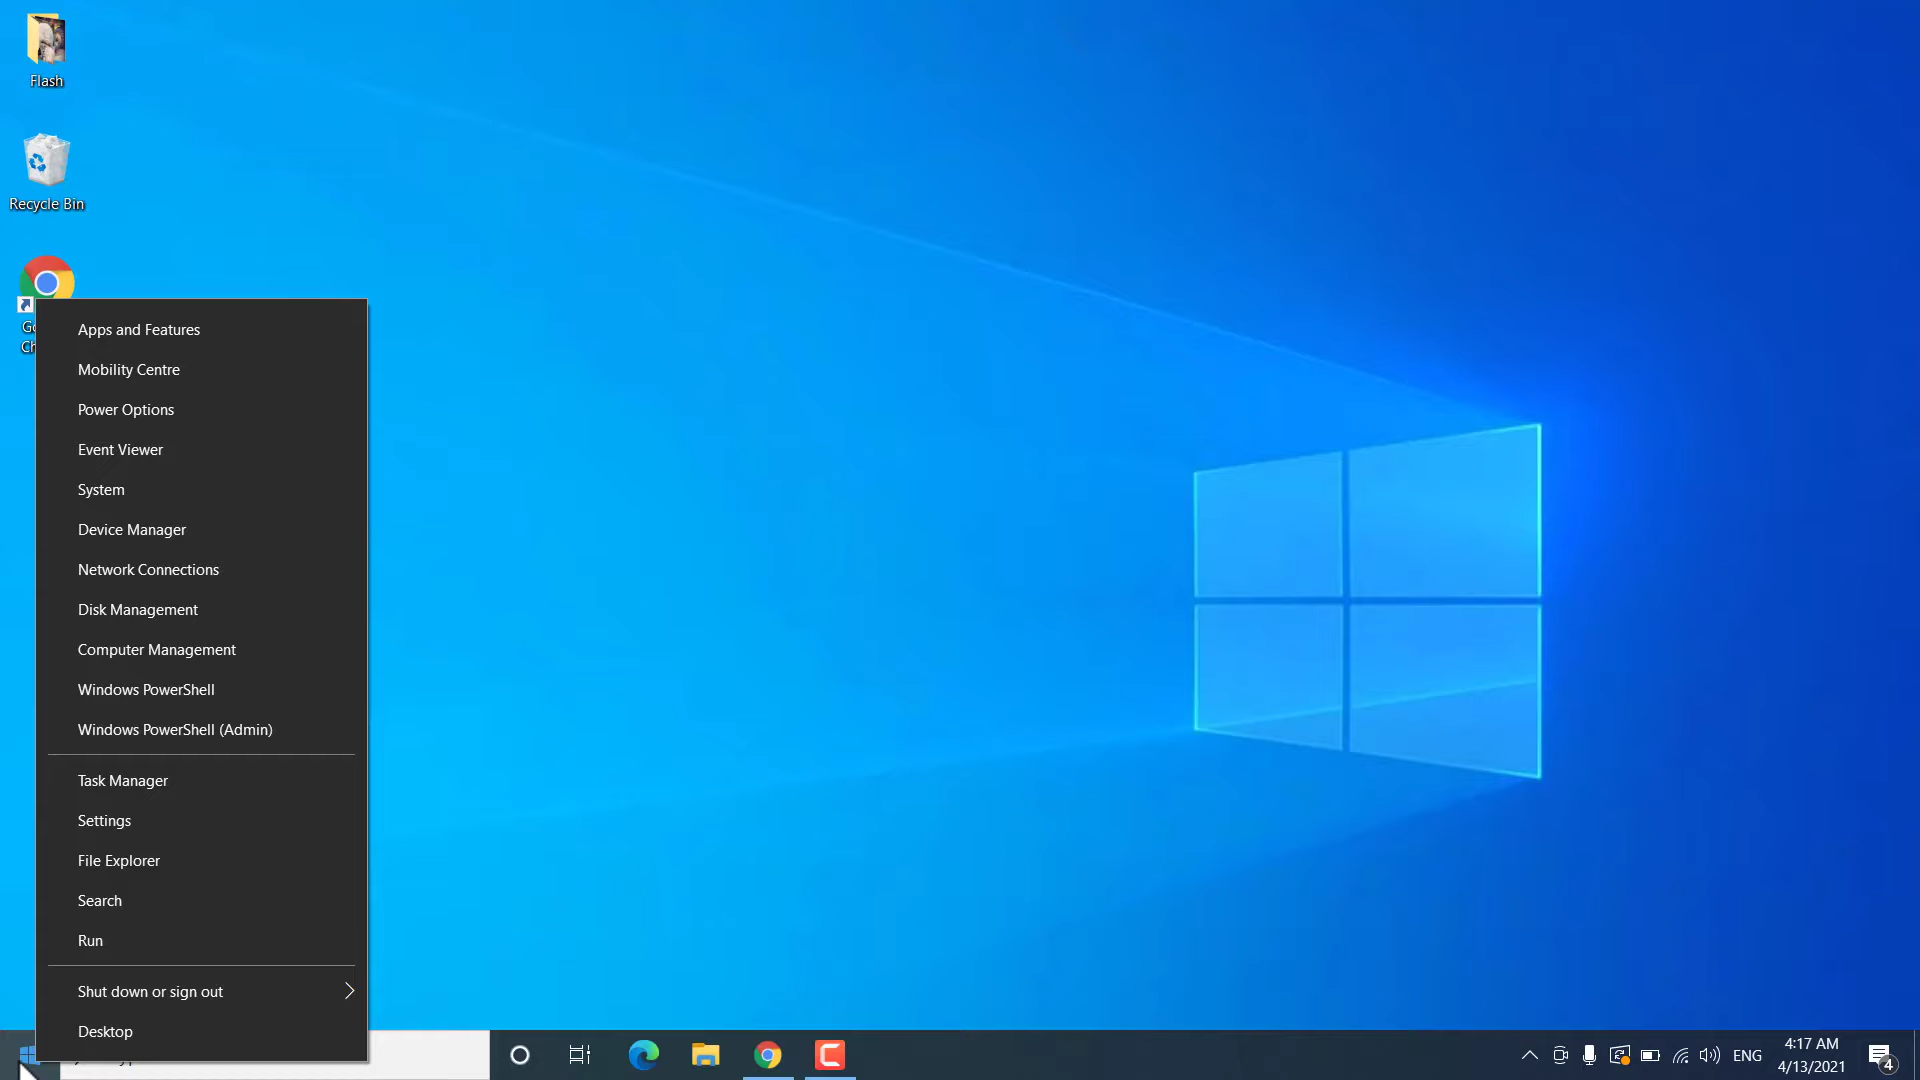 Flash
Recycle Bin
Apps and Features
Mobility Centre
Power Options
Event Viewer
System
Device Manager
Network Connections
Disk Management
Computer Management
Windows PowerShell
Windows PowerShell (Admin)
Task Manager
Settings
File Explorer
Search
Run
Shut down or sign out
Desktop
ENG
4:17 AM
4/13/2021
4